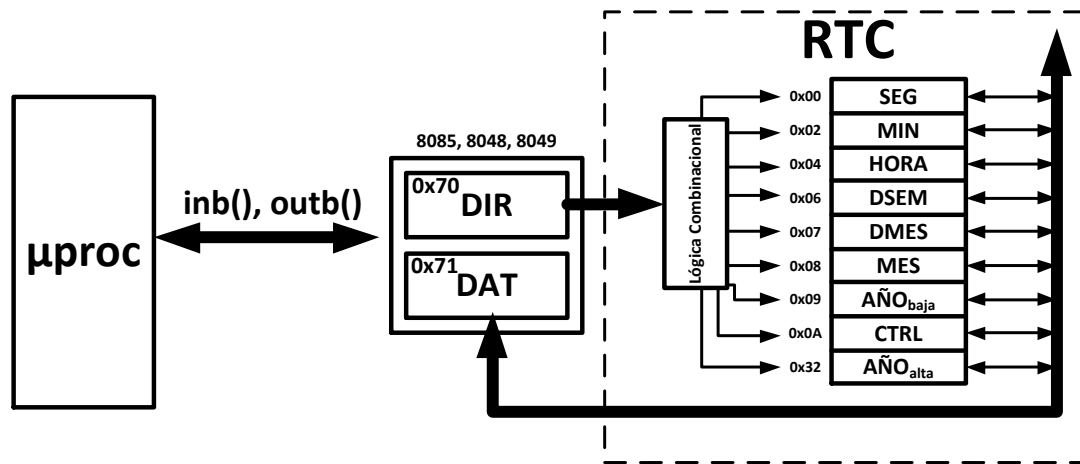 RTC
μproc
inb(), outb()
8085, 8048, 8049
0x70
DIR
0x71
DAT
Lógica Combinacional
0x00 SEG
0x02 MIN
0x04 HORA
0x06 DSEM
0x07 DMES
0x08 MES
0x09 AÑObaja
0x0A CTRL
0x32 AÑOalta